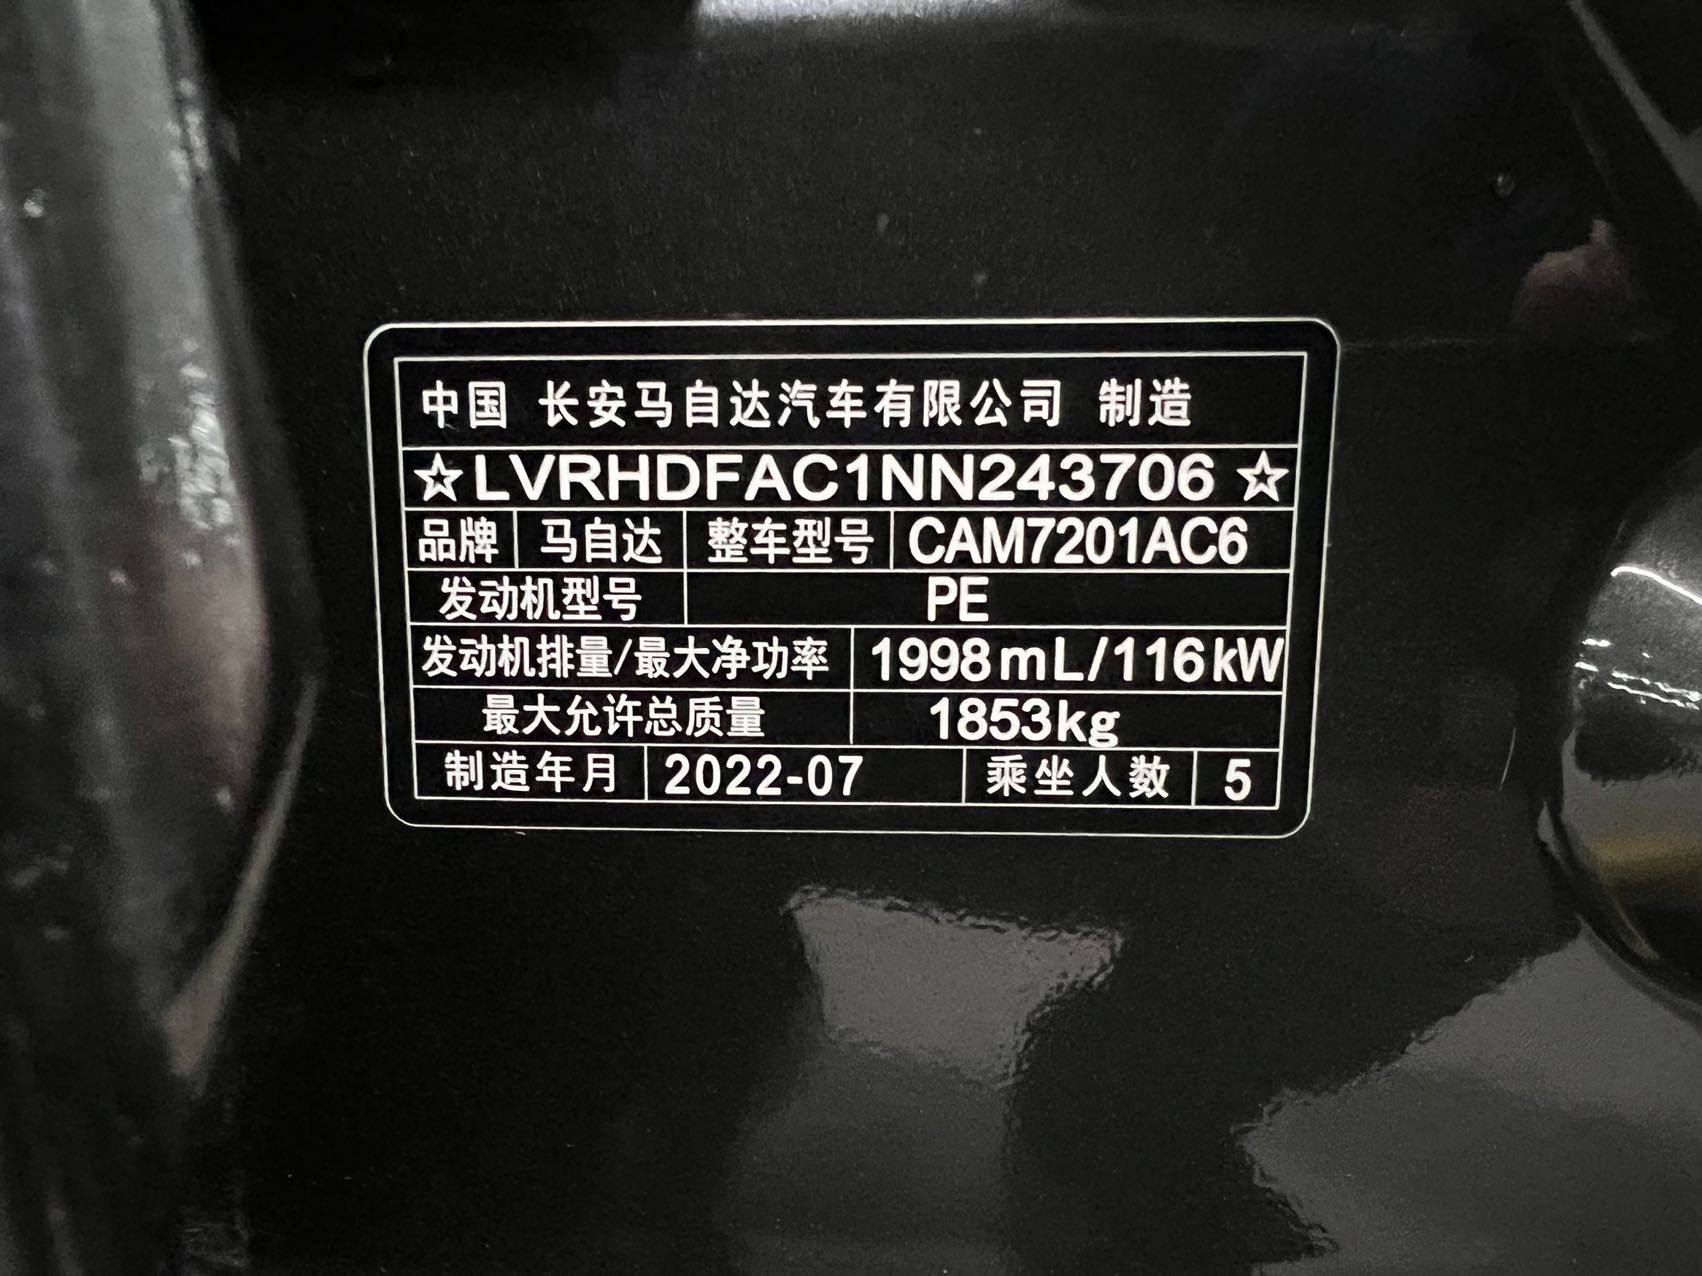 中国 长安马自达汽车有限公司 制造
☆LVRHDFAC1NN243706☆
品牌 马自达 整车型号 CAM7201AC6
发动机型号 PE
发动机排量/最大净功率 1998mL/116kW
最大允许总质量 1853kg
制造年月 2022-07 乘坐人数 5